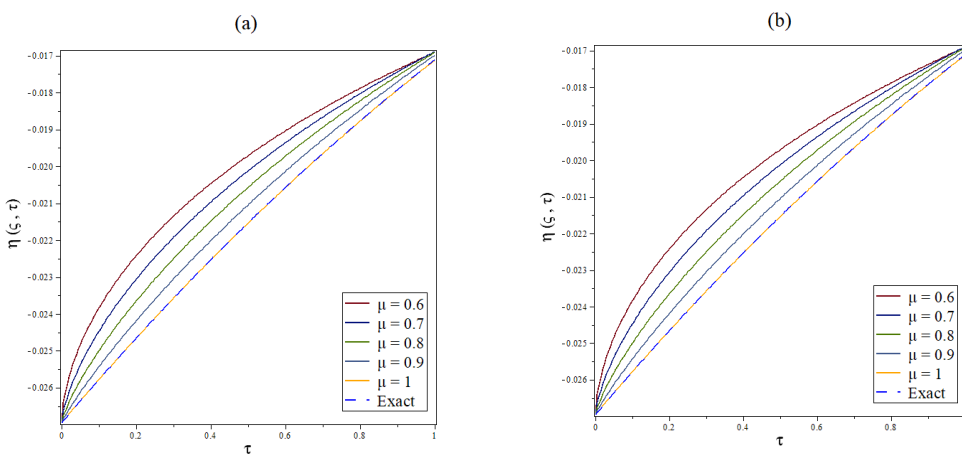 (a)
-0.017
-0.018
-0.019
-0.020
-0.021
-0.022
-0.023
-0.024
-0.025
-0.026
η (ς , τ)
0
0.2
0.4
0.6
0.8
1
τ
μ = 0.6
μ = 0.7
μ = 0.8
μ = 0.9
μ = 1
Exact
(b)
-0.017
-0.018
-0.019
-0.020
-0.021
-0.022
-0.023
-0.024
-0.025
-0.026
η (ς , τ)
0
0.2
0.4
0.6
0.8
τ
μ = 0.6
μ = 0.7
μ = 0.8
μ = 0.9
μ = 1
Exact